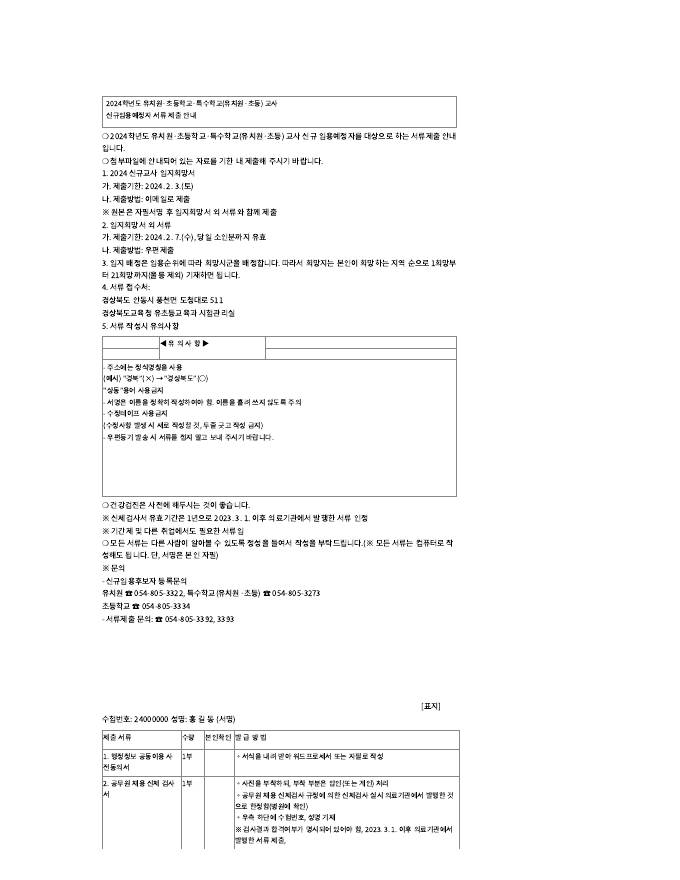 2024학년도 유치원·초등학교·특수학교(유치원·초등) 교사
신규임용예정자 서류 제출 안내
❍ 2024학년도 유치원·초등학교·특수학교(유치원·초등) 교사 신규 임용예정자를 대상으로 하는 서류제출 안내
입니다.
❍ 첨부파일에 안내되어 있는 자료를 기한 내 제출해 주시기 바랍니다.
1. 2024 신규교사 임지희망서
가. 제출기한: 2024. 2. 3.(토)
나. 제출방법: 이메일로 제출
※ 원본은 자필서명 후 임지희망서 외 서류와 함께 제출
2. 임지희망서 외 서류
가. 제출기한: 2024. 2. 7.(수), 당일 소인분까지 유효
나. 제출방법: 우편제출
3. 임지 배정은 임용순위에 따라 희망시군을 배정합니다. 따라서 희망지는 본인이 희망하는 지역 순으로 1희망부
터 21희망까지(울릉 제외) 기재하면 됩니다.
4. 서류 접수처:
경상북도 안동시 풍천면 도청대로 511
경상북도교육청 유초등교육과 시험관리실
5. 서류 작성시 유의사항
◀ 유 의 사 항 ▶
- 주소에는 정식명칭을 사용
(예시) "경북"(×) → "경상북도"(○)
"상동"용어 사용금지
- 서명은 이름을 정확히 작성하여야 함. 이름을 흘려 쓰지 않도록 주의
- 수정테이프 사용금지
(수정사항 발생 시 새로 작성할 것, 두줄 긋고 작성 금지)
- 우편등기 발송 시 서류를 접지 말고 보내 주시기 바랍니다.
❍ 건강검진은 사전에 해두시는 것이 좋습니다.
※ 신체검사서 유효기간은 1년으로 2023. 3. 1. 이후 의료기관에서 발행한 서류 인정
※ 기간제 및 다른 취업에서도 필요한 서류임
❍ 모든 서류는 다른 사람이 알아볼 수 있도록 정성을 들여서 작성을 부탁드립니다.(※ 모든 서류는 컴퓨터로 작
성해도 됩니다. 단, 서명은 본인 자필)
※ 문의
- 신규임용후보자 등록문의
유치원 ☎ 054-805-3322, 특수학교(유치원·초등) ☎ 054-805-3273
초등학교 ☎ 054-805-3334
- 서류제출 문의: ☎ 054-805-3392, 3393
[표지]
수험번호: 24000000 성명: 홍 길 동 (서명)
제출 서류 수량 본인확인 발 급 방 법
1. 행정정보 공동이용 사 1부 ◦ 서식을 내려 받아 워드프로세서 또는 자필로 작성
전동의서
2. 공무원 채용 신체 검사 1부 ◦ 사진을 부착하되, 부착 부분은 압인(또는 계인) 처리
서 ◦ 공무원 채용 신체검사 규정에 의한 신체검사 실시 의료기관에서 발행한 것
으로 한정함(병원에 확인)
◦ 우측 하단에 수험번호, 성명 기재
※ 검사결과 합격여부가 명시되어 있어야 함, 2023. 3. 1. 이후 의료기관에서
발행한 서류 제출,